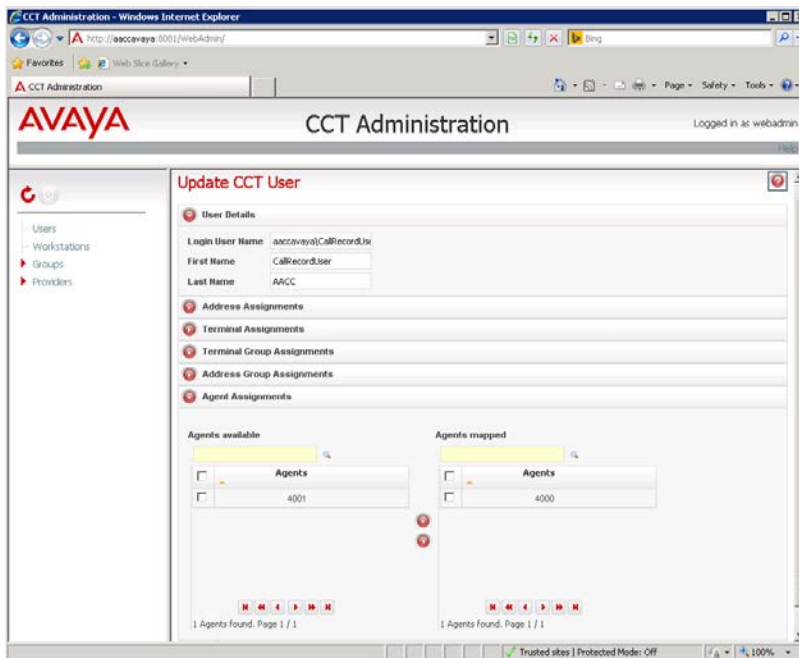 CCT Administration - Windows Internet Explorer
http://aaccavaya:8081/WebAdmin/
Bing
Favorites Web Slice Gallery
CCT Administration
Page Safety Tools
AVAYA
CCT Administration
Logged in as webadmin
Help
Update CCT User
Users
Workstations
Groups
Providers
User Details
Login User Name aaccavaya\CallRecordUse
First Name CallRecordUser
Last Name AACC
Address Assignments
Terminal Assignments
Terminal Group Assignments
Address Group Assignments
Agent Assignments
Agents available Agents mapped
Agents Agents
4001 4000
1 Agents found. Page 1 / 1 1 Agents found. Page 1 / 1
Trusted sites | Protected Mode: Off 100%